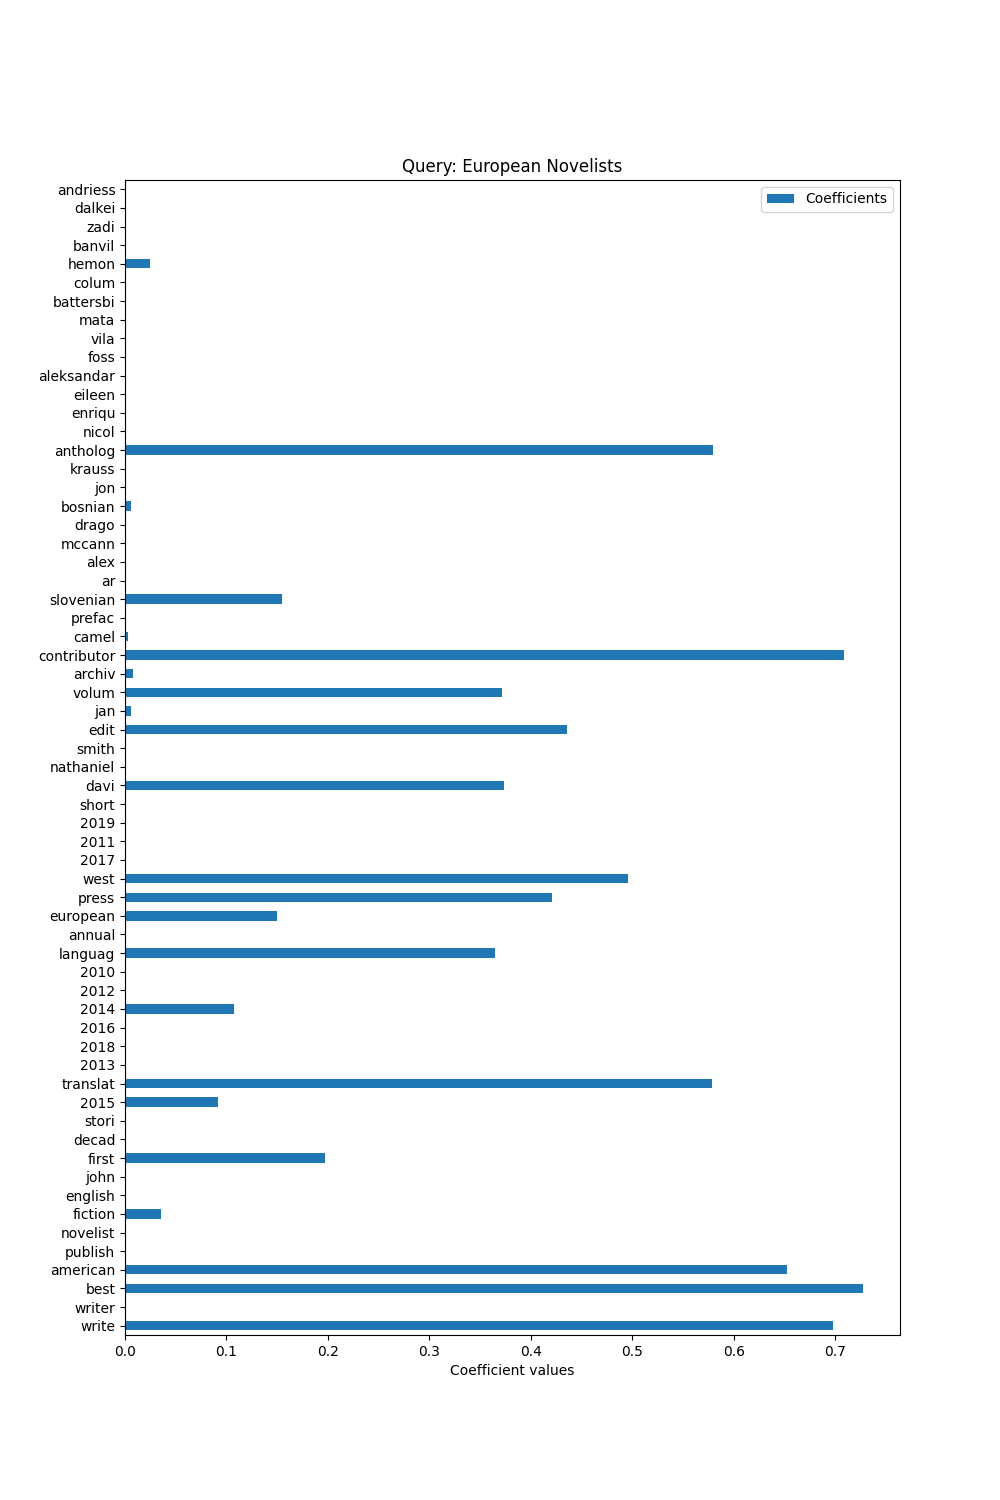 Query: European Novelists
Coefficients
andriess
dalkei
zadi
banvil
hemon
colum
battersbi
mata
vila
foss
aleksandar
eileen
enriqu
nicol
antholog
krauss
jon
bosnian
drago
mccann
alex
ar
slovenian
prefac
camel
contributor
archiv
volum
jan
edit
smith
nathaniel
davi
short
2019
2011
2017
west
press
european
annual
languag
2010
2012
2014
2016
2018
2013
translat
2015
stori
decad
first
john
english
fiction
novelist
publish
american
best
writer
write
0.0 0.1 0.2 0.3 0.4 0.5 0.6 0.7
Coefficient values